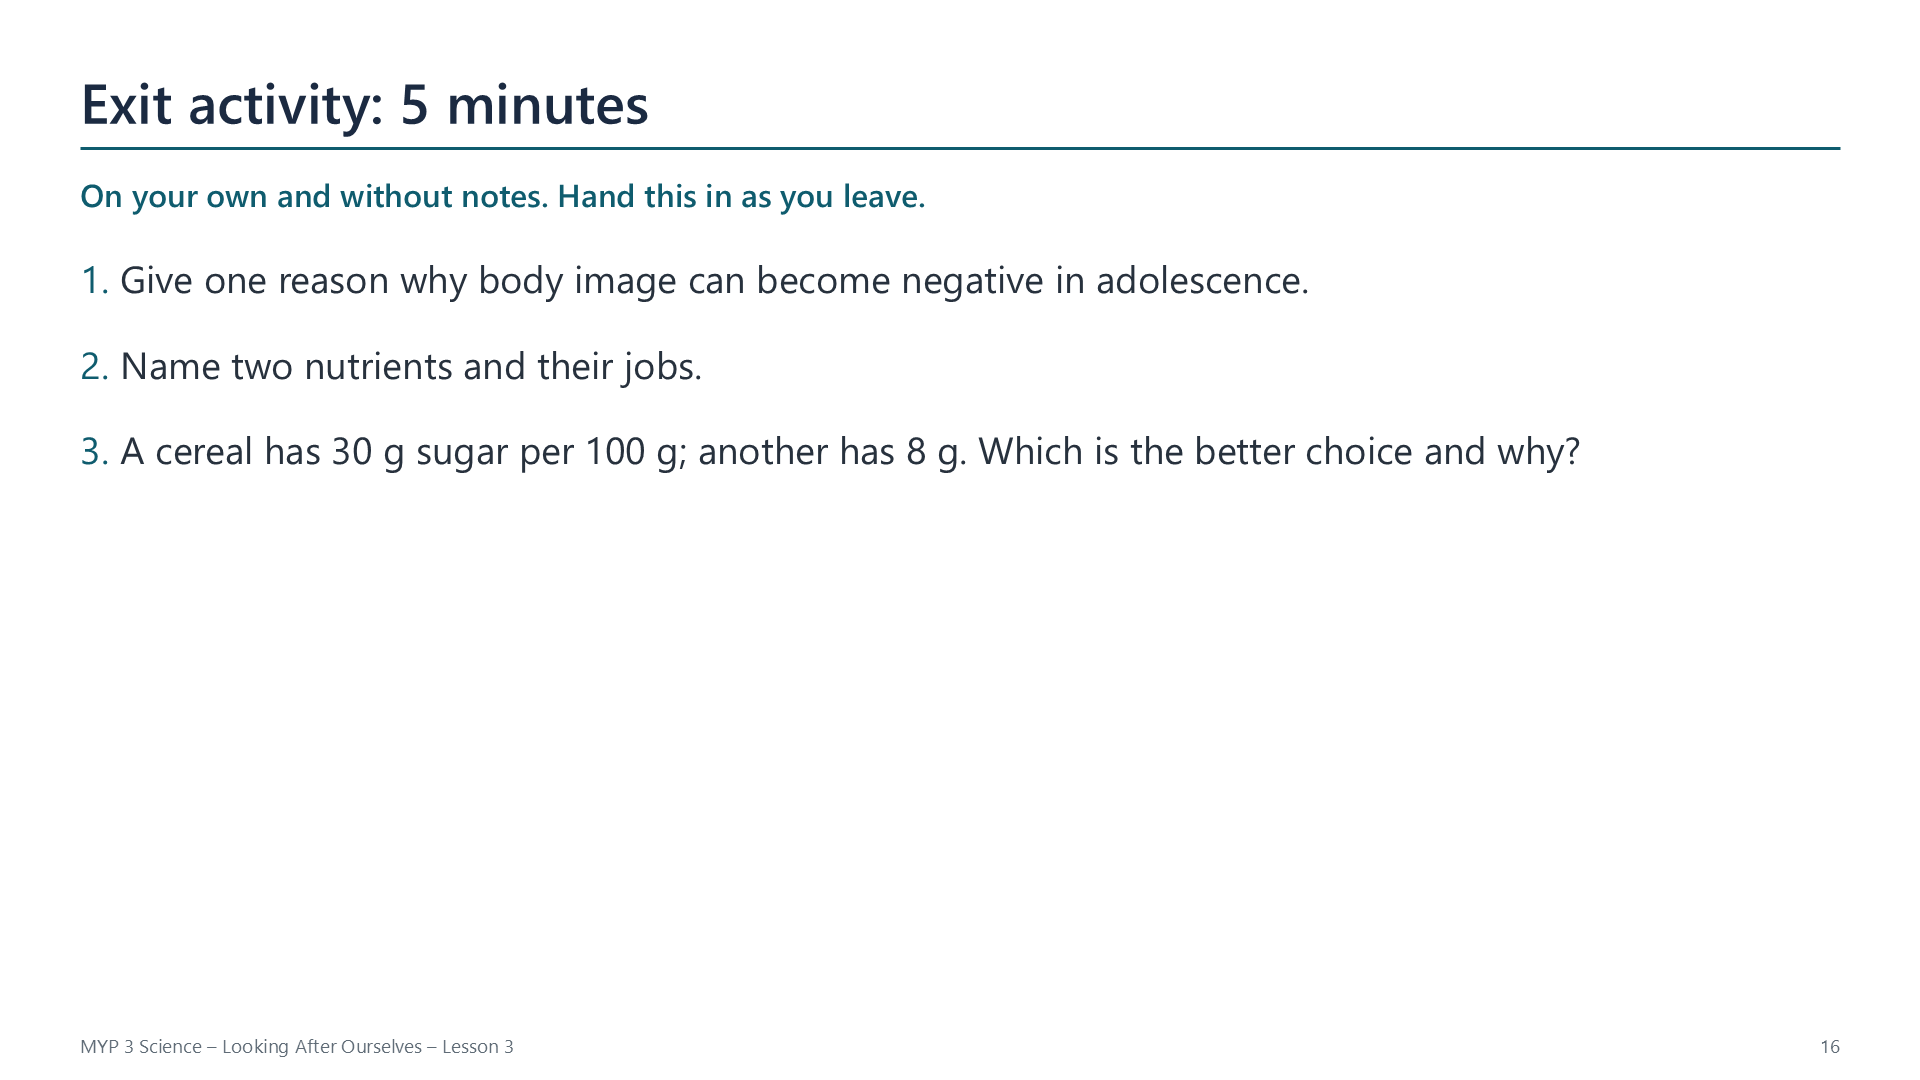 Exit activity: 5 minutes
On your own and without notes. Hand this in as you leave.
1. Give one reason why body image can become negative in adolescence.
2. Name two nutrients and their jobs.
3. A cereal has 30 g sugar per 100 g; another has 8 g. Which is the better choice and why?
MYP 3 Science – Looking After Ourselves – Lesson 3
16